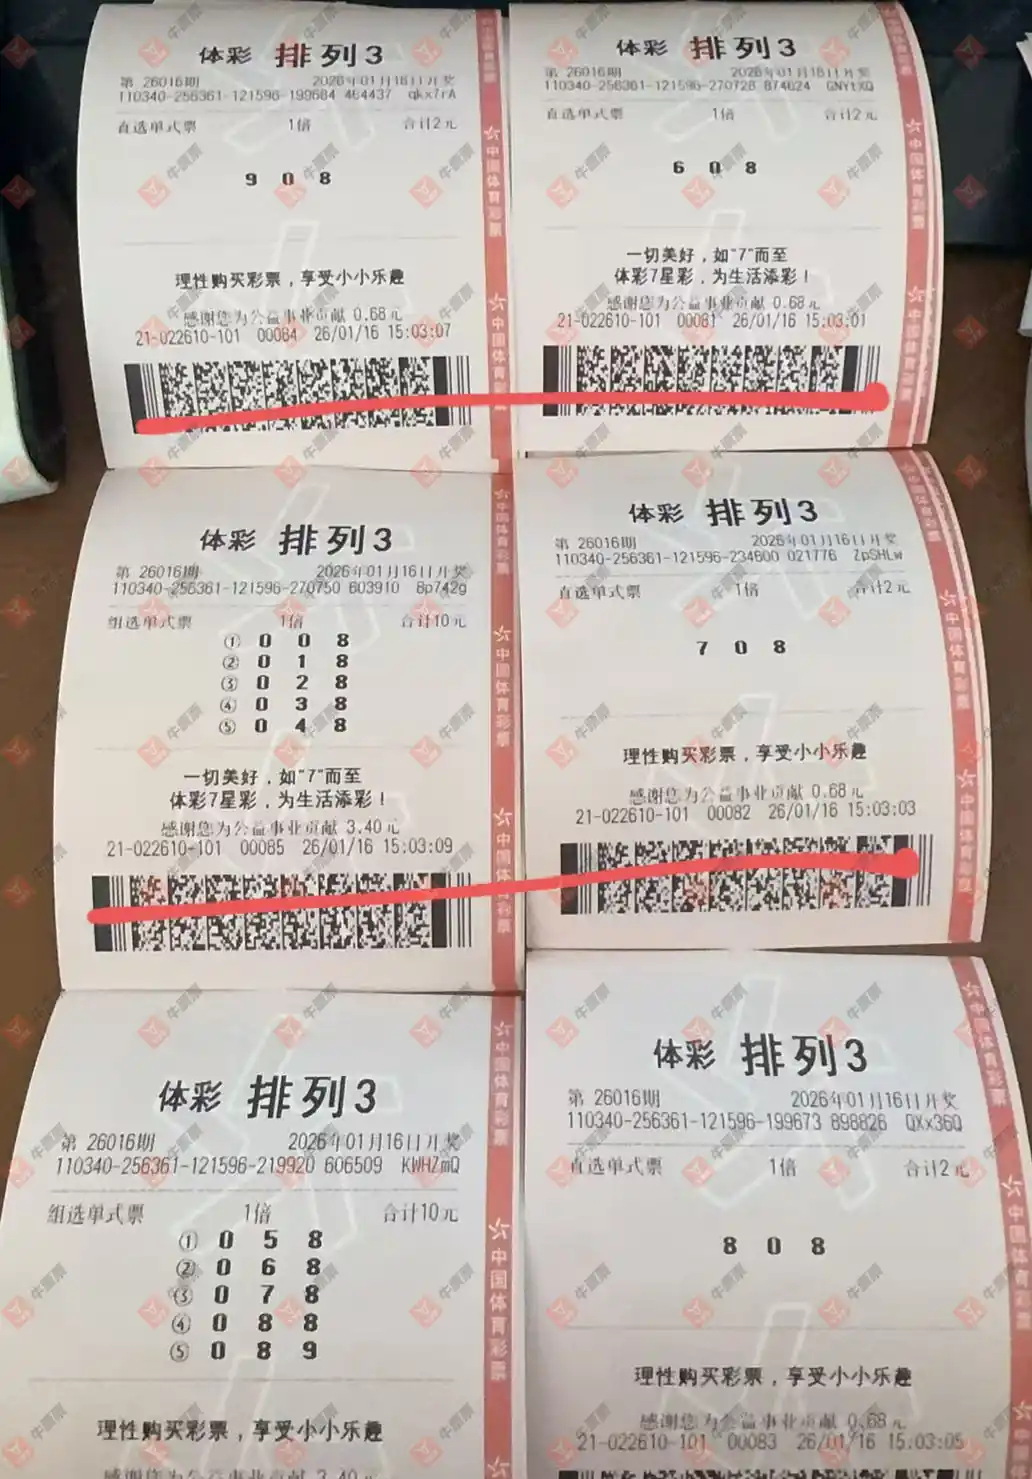 体彩 排列3
第 26016期 2026年01月16日开奖
110340-256361-121596-199684 464437 qkx7rA
直选单式票 1倍 合计2元
9 0 8
理性购买彩票，享受小小乐趣
感谢您为公益事业贡献 0.68元
21-022610-101 00084 26/01/16 15:03:07
体彩 排列3
第 26016期 2026年01月16日开奖
110340-256361-121596-270728 874624 GNYtXQ
直选单式票 1倍 合计2元
6 0 8
一切美好，如"7"而至
体彩7星彩，为生活添彩！
感谢您为公益事业贡献 0.68元
21-022610-101 00081 26/01/16 15:03:01
体彩 排列3
第 26016期 2026年01月16日开奖
110340-256361-121596-270750 603910 8p742g
组选单式票 1倍 合计10元
① 0 0 8
② 0 1 8
③ 0 2 8
④ 0 3 8
⑤ 0 4 8
一切美好，如"7"而至
体彩7星彩，为生活添彩！
感谢您为公益事业贡献 3.40元
21-022610-101 00085 26/01/16 15:03:09
体彩 排列3
第 26016期 2026年01月16日开奖
110340-256361-121596-234800 021776 ZpSHLw
直选单式票 1倍 合计2元
7 0 8
理性购买彩票，享受小小乐趣
感谢您为公益事业贡献 0.68元
21-022610-101 00082 26/01/16 15:03:03
体彩 排列3
第 26016期 2026年01月16日开奖
110340-256361-121596-219920 606509 KWHZmQ
组选单式票 1倍 合计10元
① 0 5 8
② 0 6 8
③ 0 7 8
④ 0 8 8
⑤ 0 8 9
理性购买彩票，享受小小乐趣
感谢您为公益事业贡献 3.40元
体彩 排列3
第 26016期 2026年01月16日开奖
110340-256361-121596-199673 898826 QXx36Q
直选单式票 1倍 合计2元
8 0 8
理性购买彩票，享受小小乐趣
感谢您为公益事业贡献 0.68元
21-022610-101 00083 26/01/16 15:03:05
中国体育彩票